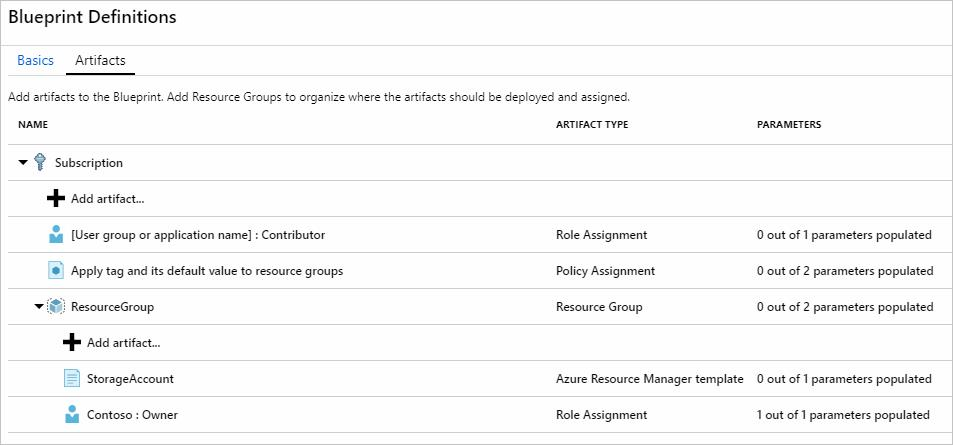 Blueprint Definitions
Basics Artifacts
Add artifacts to the Blueprint. Add Resource Groups to organize where the artifacts should be deployed and assigned.
NAME ARTIFACT TYPE PARAMETERS
Subscription
Add artifact...
[User group or application name] : Contributor Role Assignment 0 out of 1 parameters populated
Apply tag and its default value to resource groups Policy Assignment 0 out of 2 parameters populated
ResourceGroup Resource Group 0 out of 2 parameters populated
Add artifact...
StorageAccount Azure Resource Manager template 0 out of 1 parameters populated
Contoso : Owner Role Assignment 1 out of 1 parameters populated